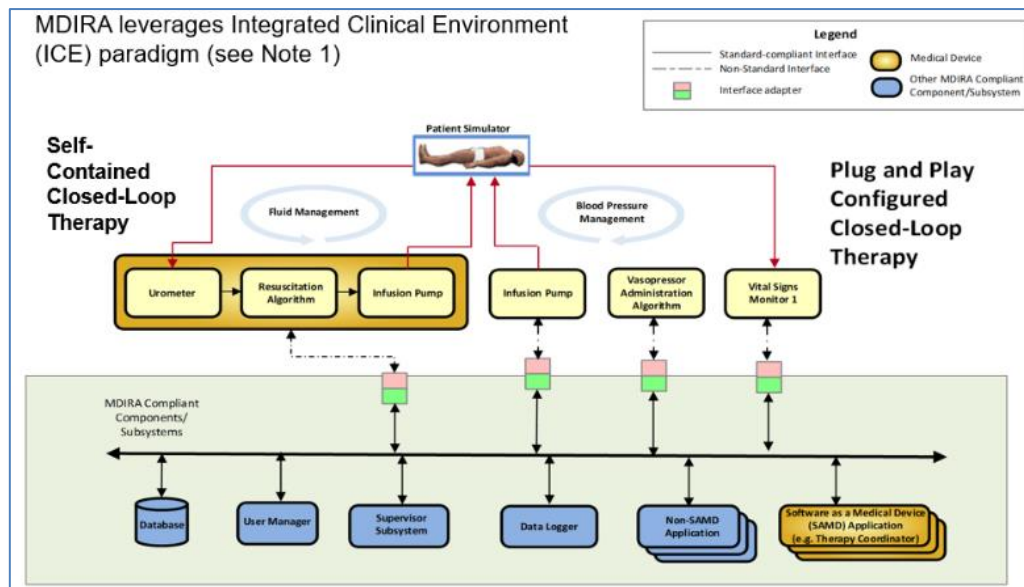 MDIRA leverages Integrated Clinical Environment
(ICE) paradigm (see Note 1)
Legend
Standard-compliant Interface
Non-Standard Interface
Interface adapter
Medical Device
Other MDIRA Compliant
Component/Subsystem
Patient Simulator
Self-
Contained
Closed-Loop
Therapy
Fluid Management
Blood Pressure
Management
Plug and Play
Configured
Closed-Loop
Therapy
Urometer
Resuscitation
Algorithm
Infusion Pump
Infusion Pump
Vasopressor
Administration
Algorithm
Vital Signs
Monitor 1
MDIRA Compliant
Components/
Subsystems
Database
User Manager
Supervisor
Subsystem
Data Logger
Non-SAMD
Application
Software as a Medical Device
(SAMD) Application
(e.g. Therapy Coordinator)